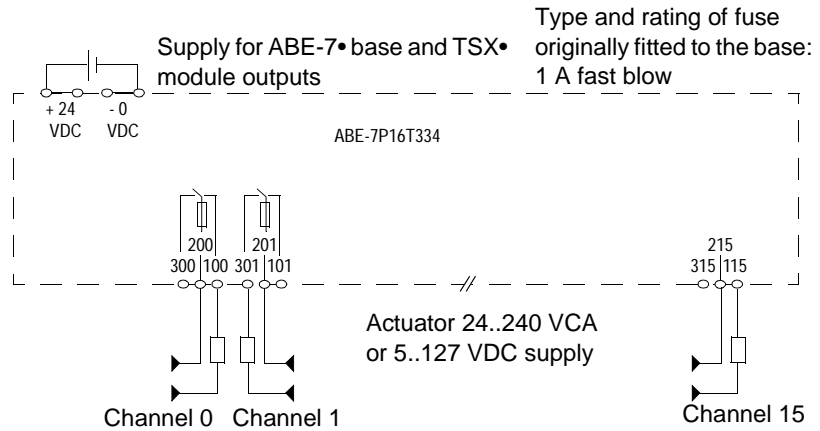 Supply for ABE-7• base and TSX•
module outputs
Type and rating of fuse
originally fitted to the base:
1 A fast blow
+ 24
VDC
- 0
VDC
ABE-7P16T334
200
300 100
201
301 101
215
315 115
Actuator 24..240 VCA
or 5..127 VDC supply
Channel 0
Channel 1
Channel 15